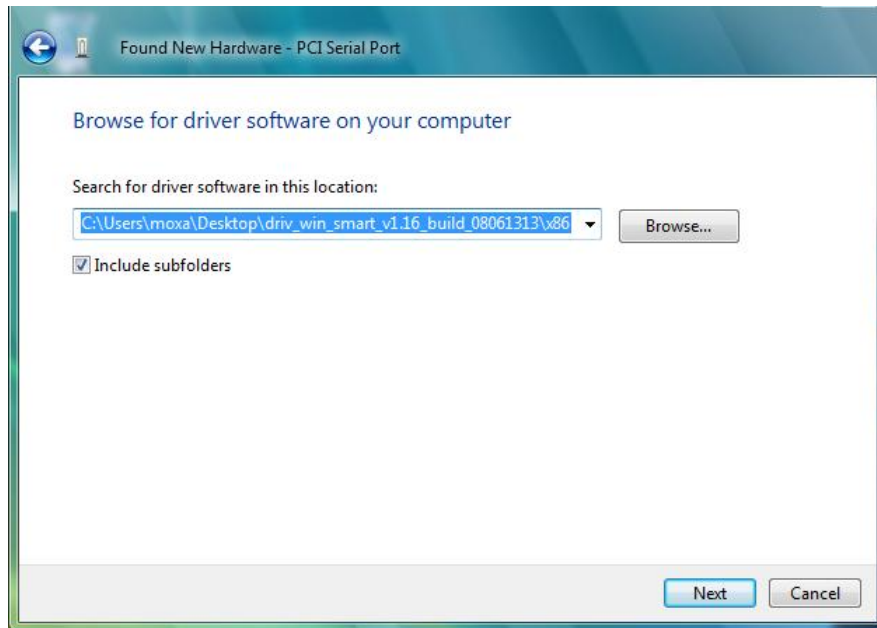 Found New Hardware - PCI Serial Port
Browse for driver software on your computer
Search for driver software in this location:
C:\Users\moxa\Desktop\driv_win_smart_v1.16_build_08061313\x86
Browse...
Include subfolders
Next
Cancel